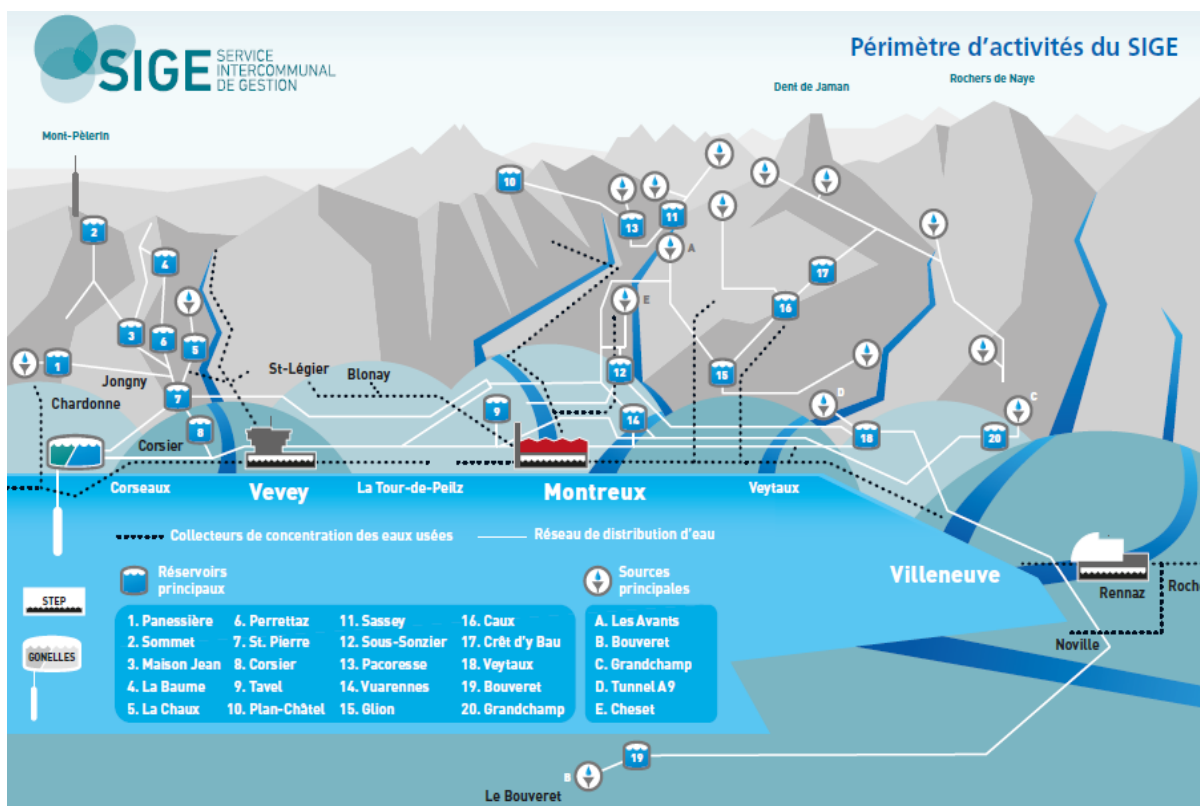 SIGE
SERVICE
INTERCOMMUNAL
DE GESTION
Périmètre d'activités du SIGE
Rochers de Naye
Dent de Jaman
Mont-Pèlerin
10
2
13
11
4
A
17
E
16
3
6
5
1
12
15
St-Légier
Blonay
Jongny
Chardonne
7
9
14
D
C
8
18
20
Corsier
Corseaux
Vevey
La Tour-de-Peilz
Montreux
Veytaux
Collecteurs de concentration des eaux usées
Réseau de distribution d'eau
Villeneuve
Rennaz
Roche
Noville
Réservoirs
principaux
Sources
principales
STEP
GONELLES
1. Panessière
2. Sommet
3. Maison Jean
4. La Baume
5. La Chaux
6. Perrettaz
7. St. Pierre
8. Corsier
9. Tavel
10. Plan-Châtel
11. Sassey
12. Sous-Sonzier
13. Pacoresse
14. Vuarennes
15. Glion
16. Caux
17. Crêt d'y Bau
18. Veytaux
19. Bouveret
20. Grandchamp
A. Les Avants
B. Bouveret
C. Grandchamp
D. Tunnel A9
E. Cheset
19
B
Le Bouveret